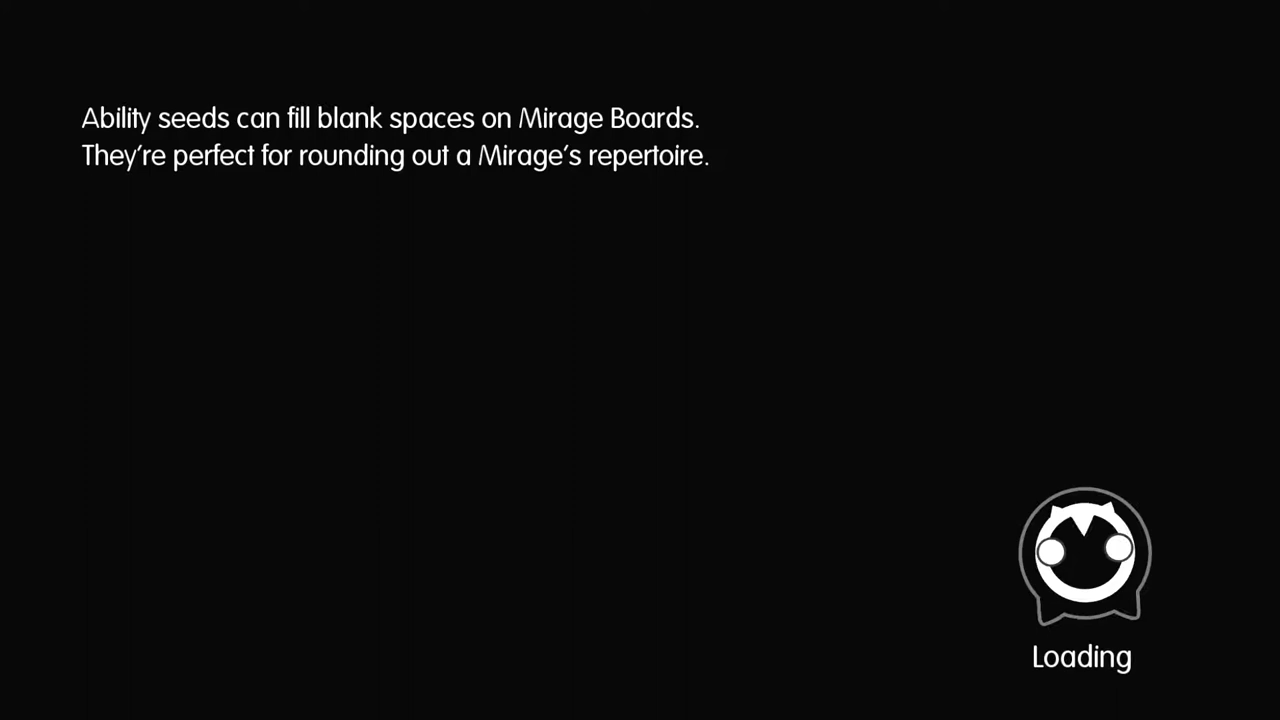 Ability seeds can fill blank spaces on Mirage Boards.
They're perfect for rounding out a Mirage's repertoire.
Loading